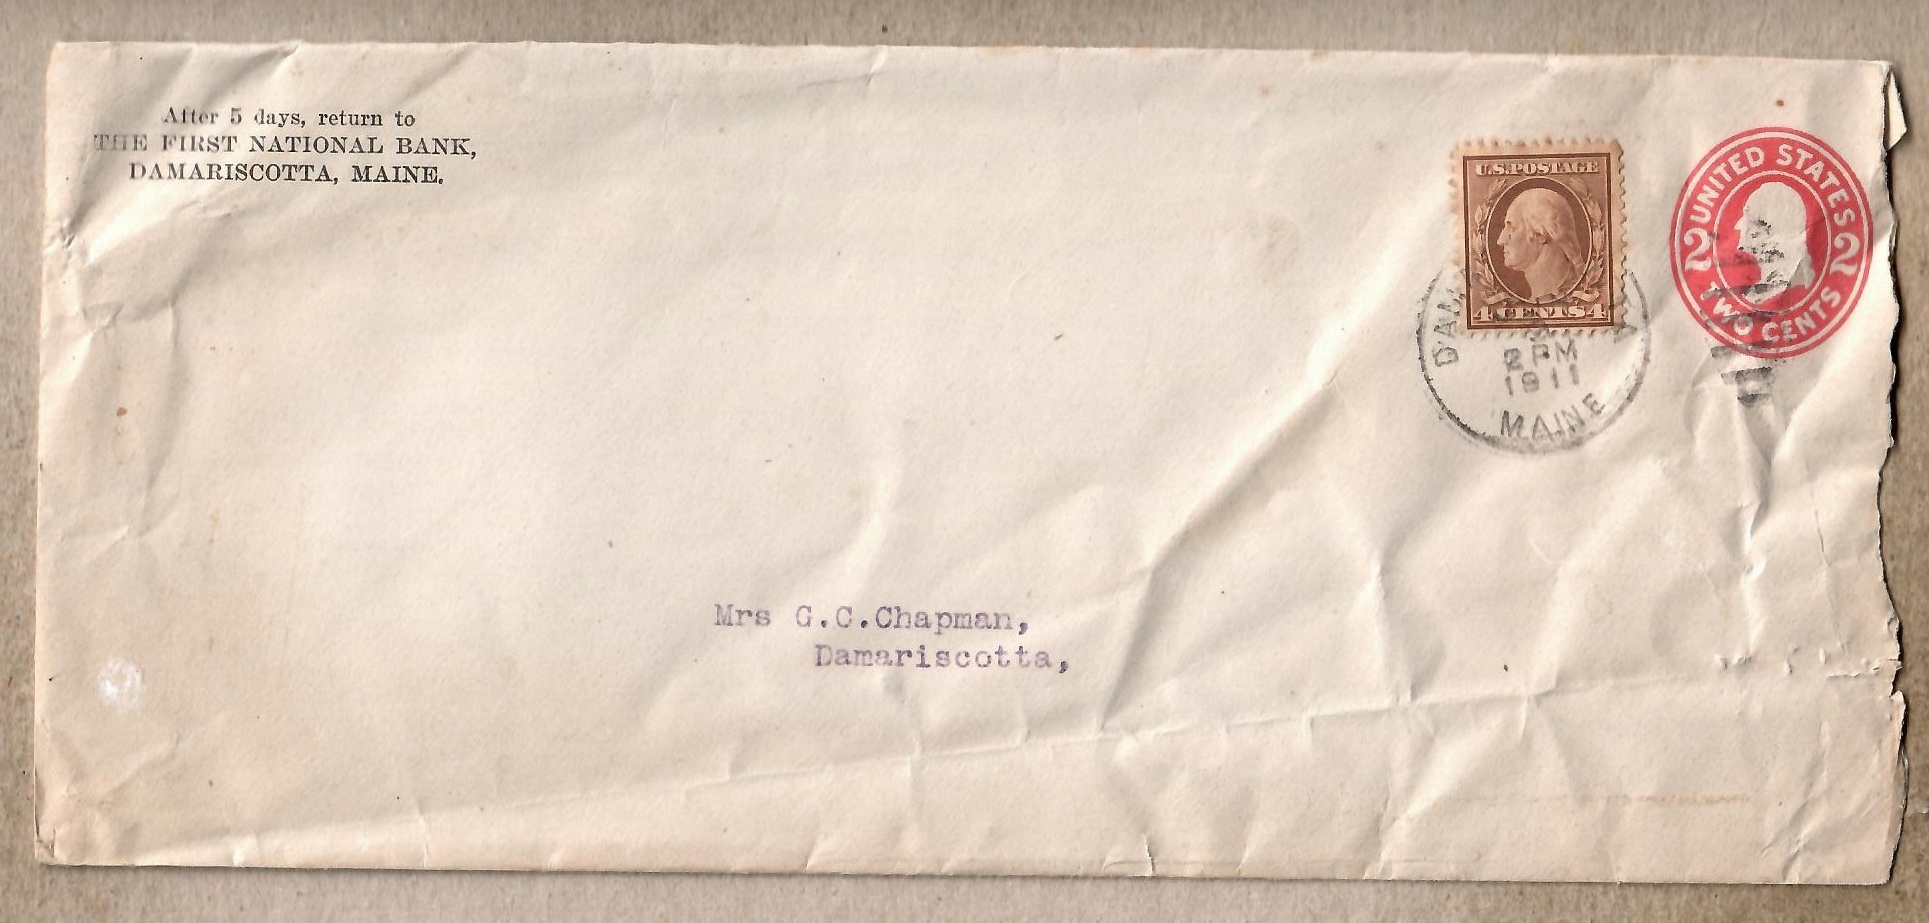 After 5 days, return to
THE FIRST NATIONAL BANK,
DAMARISCOTTA, MAINE.
U.S.POSTAGE
4 CENTS 4
UNITED STATES
2 2
TWO CENTS
2 PM
1911
MAINE
Mrs G.C.Chapman,
Damariscotta,